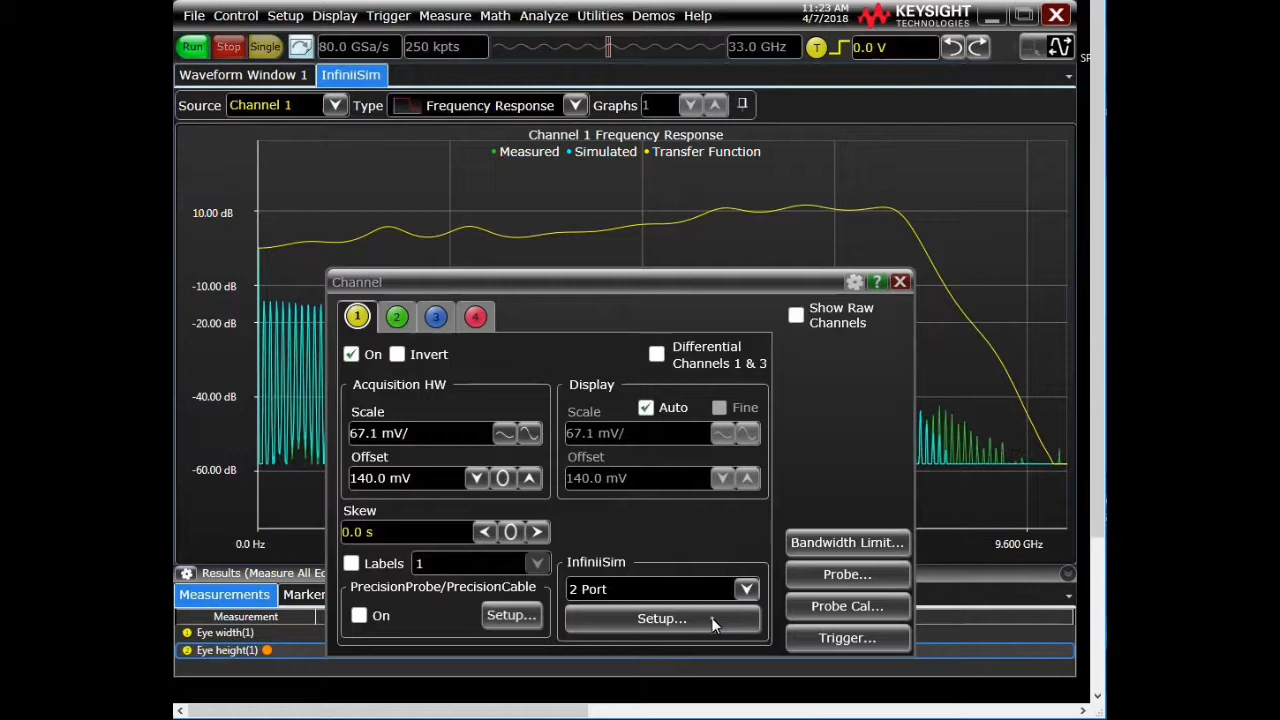 File Control Setup Display Trigger Measure Math Analyze Utilities Demos Help
11:23 AM
4/7/2018
KEYSIGHT
TECHNOLOGIES
Run Stop Single 80.0 GSa/s 250 kpts 33.0 GHz T 0.0 V
Waveform Window 1 InfiniiSim
Source Channel 1 Type Frequency Response Graphs 1
Channel 1 Frequency Response
Measured Simulated Transfer Function
10.00 dB
-10.00 dB
-20.00 dB
-40.00 dB
-60.00 dB
0.0 Hz 9.600 GHz
Channel
?
1 2 3 4
Show Raw
Channels
On Invert
Differential
Channels 1 & 3
Acquisition HW
Scale
67.1 mV/
Offset
140.0 mV
0
Display
Auto Fine
Scale
67.1 mV/
Offset
140.0 mV
Skew
0.0 s
0
Labels 1
PrecisionProbe/PrecisionCable
On Setup...
InfiniiSim
2 Port
Setup...
Bandwidth Limit...
Probe...
Probe Cal...
Trigger...
Results (Measure All Ed
Measurements Marker
Measurement
1 Eye width(1)
2 Eye height(1)